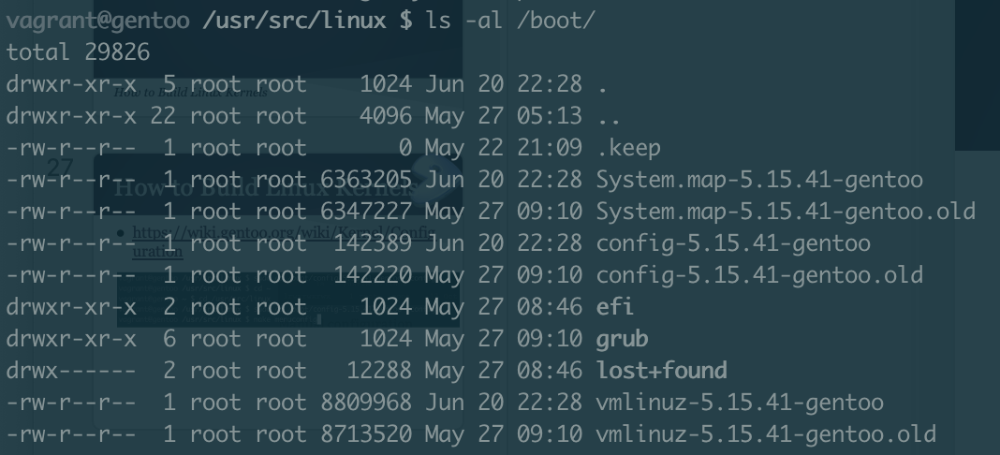 vagrant@gentoo /usr/src/linux $ ls -al /boot/
total 29826
drwxr-xr-x  5 root root    1024 Jun 20 22:28 .
drwxr-xr-x 22 root root    4096 May 27 05:13 ..
-rw-r--r--  1 root root       0 May 22 21:09 .keep
-rw-r--r--  1 root root 6363205 Jun 20 22:28 System.map-5.15.41-gentoo
-rw-r--r--  1 root root 6347227 May 27 09:10 System.map-5.15.41-gentoo.old
-rw-r--r--  1 root root  142389 Jun 20 22:28 config-5.15.41-gentoo
-rw-r--r--  1 root root  142220 May 27 09:10 config-5.15.41-gentoo.old
drwxr-xr-x  2 root root    1024 May 27 08:46 efi
drwxr-xr-x  6 root root    1024 May 27 09:10 grub
drwx------  2 root root   12288 May 27 08:46 lost+found
-rw-r--r--  1 root root 8809968 Jun 20 22:28 vmlinuz-5.15.41-gentoo
-rw-r--r--  1 root root 8713520 May 27 09:10 vmlinuz-5.15.41-gentoo.old
How to Build Linux Kernels
27
How to Build Linux Kernels
https://wiki.gentoo.org/wiki/Kernel/Config
uration